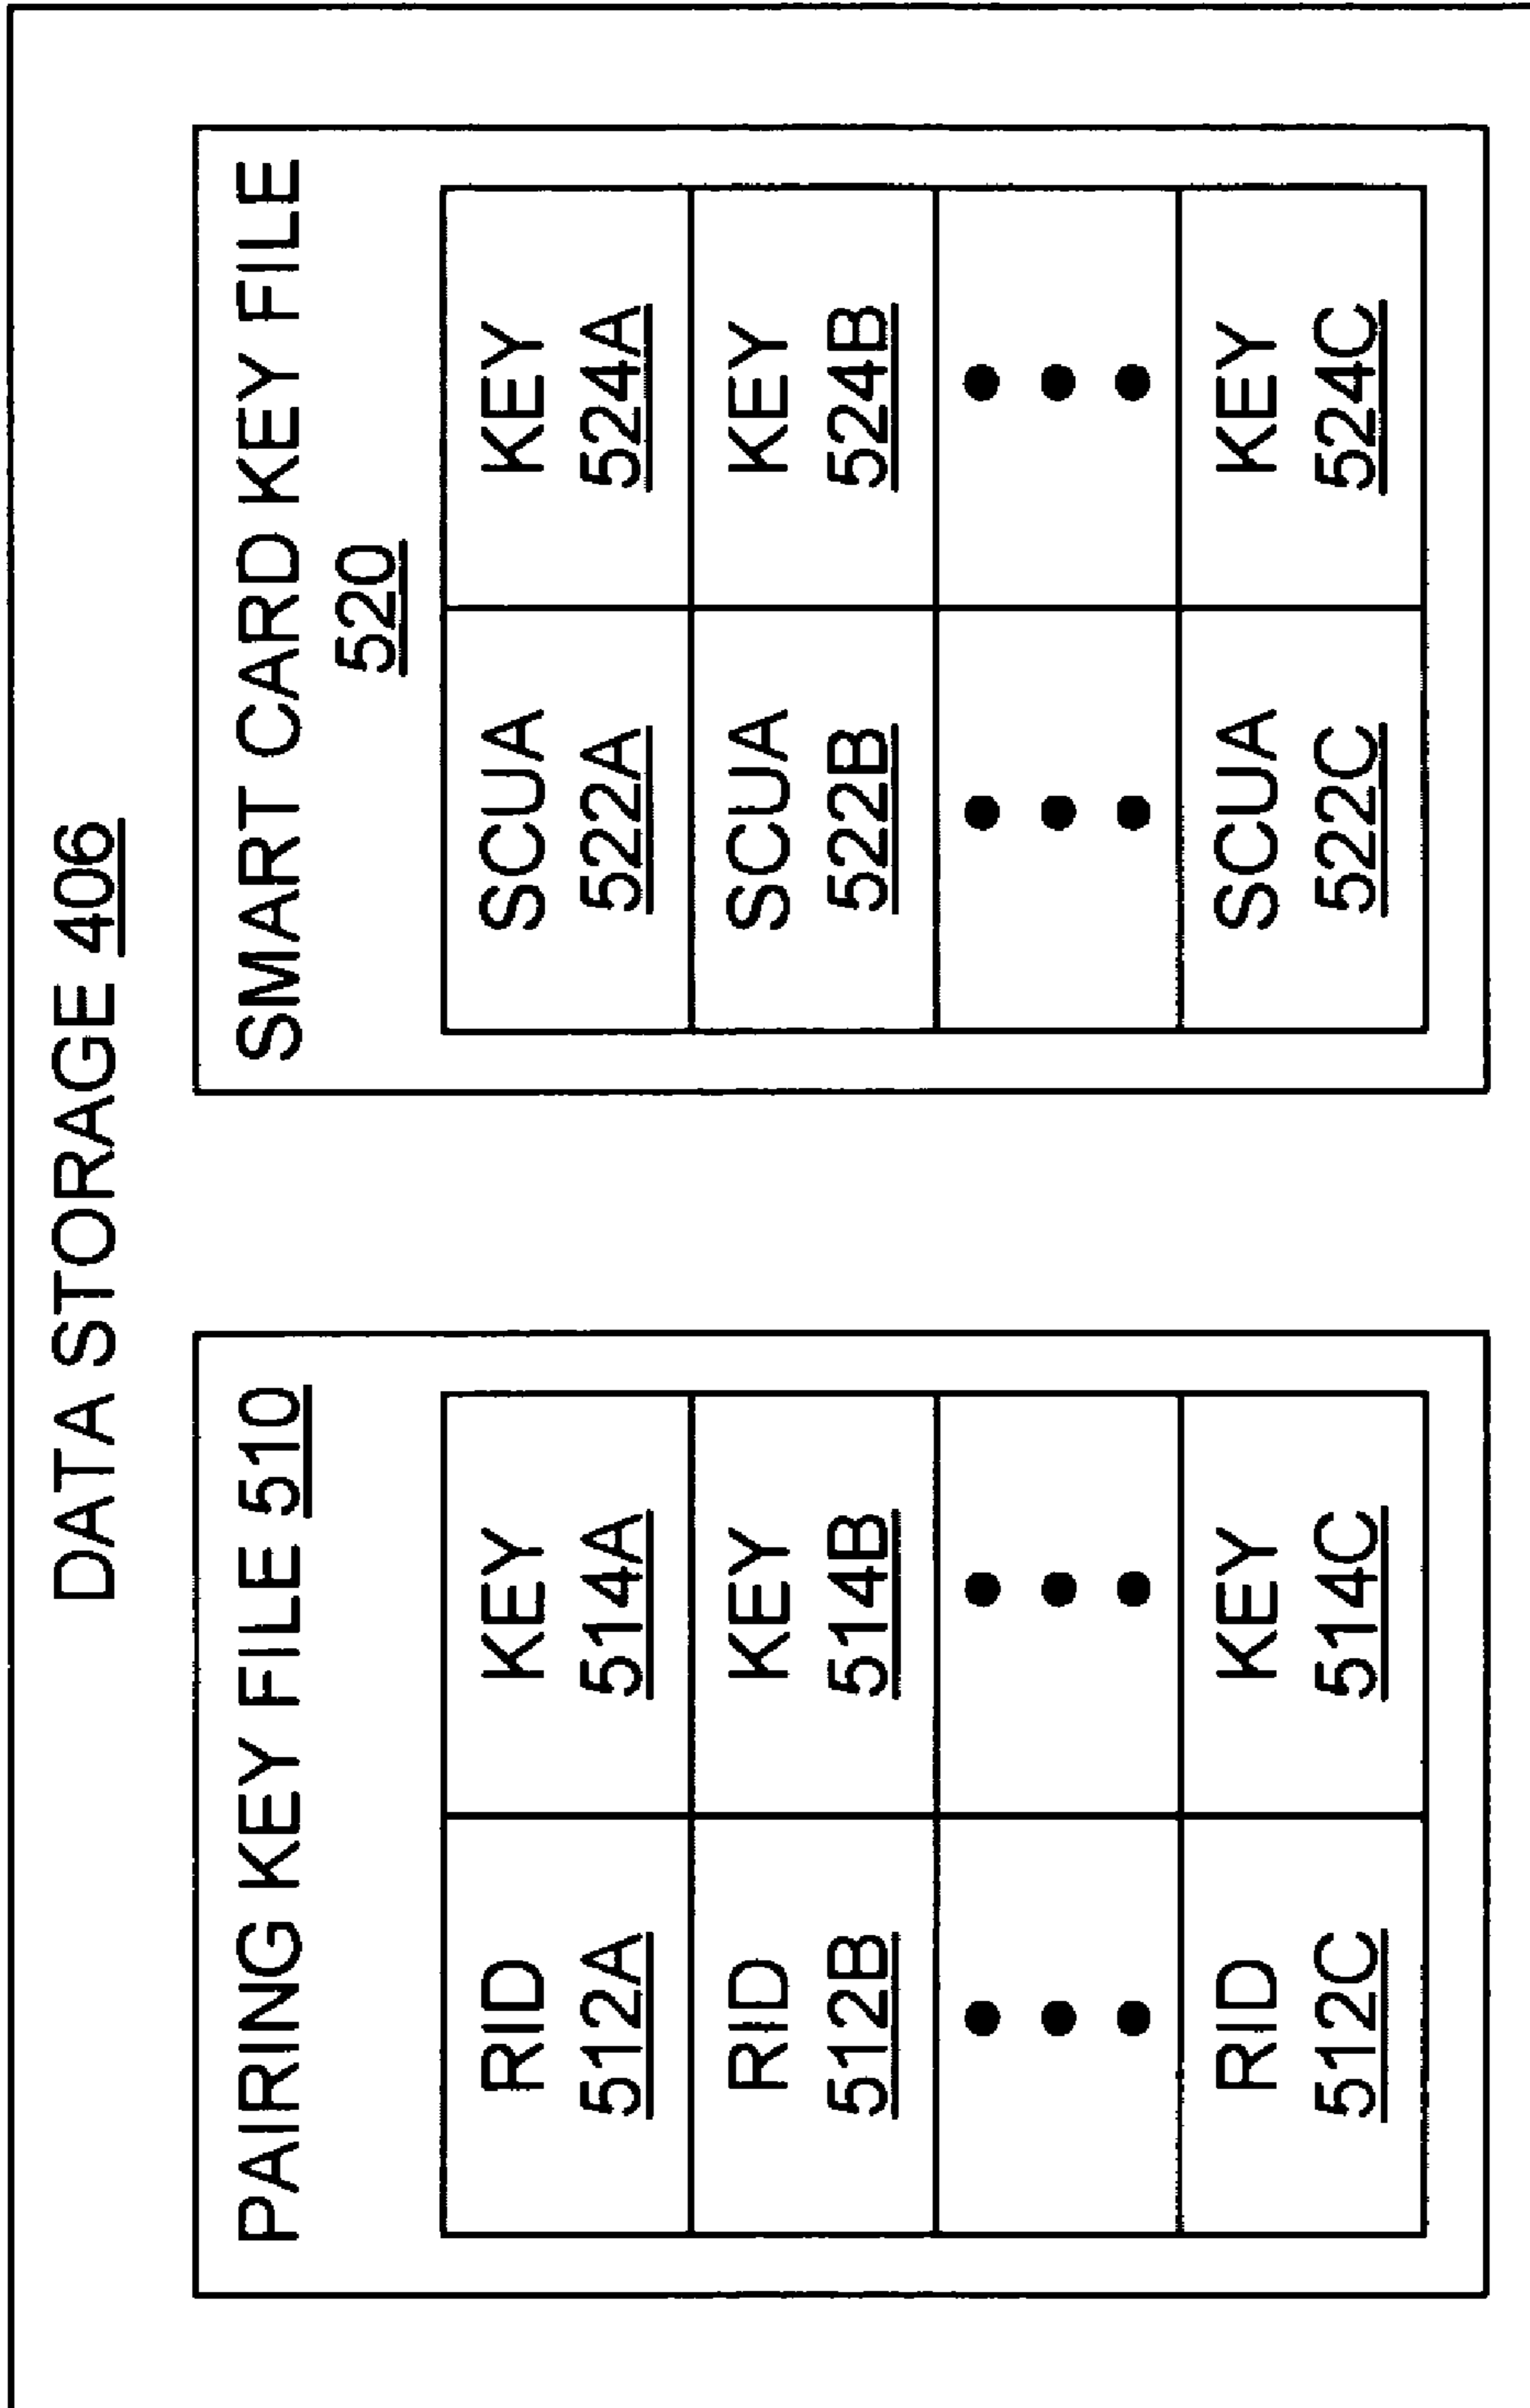 DATA STORAGE 406
PAIRING KEY FILE 510
RID
512A
KEY
514A
RID
512B
KEY
514B
RID
512C
KEY
514C
SMART CARD KEY FILE
520
SCUA
522A
KEY
524A
SCUA
522B
KEY
524B
SCUA
522C
KEY
524C